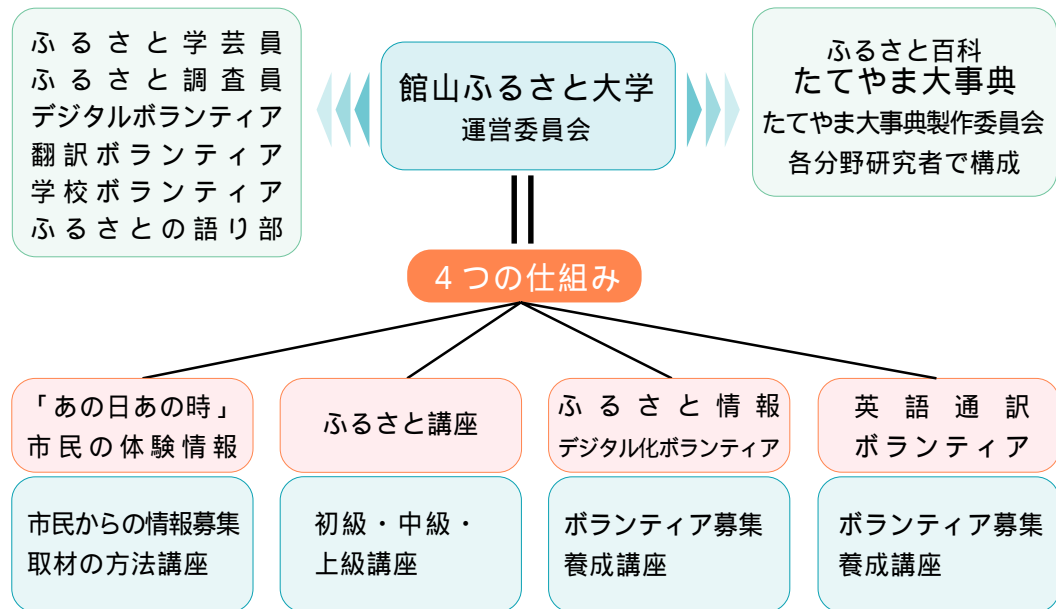 ふるさと学芸員
ふるさと調査員
デジタルボランティア
翻訳ボランティア
学校ボランティア
ふるさとの語り部
館山ふるさと大学
運営委員会
ふるさと百科
たてやま大事典
たてやま大事典製作委員会
各分野研究者で構成
4つの仕組み
「あの日あの時」
市民の体験情報
ふるさと講座
ふるさと情報
デジタル化ボランティア
英語通訳
ボランティア
市民からの情報募集
取材の方法講座
初級・中級・
上級講座
ボランティア募集
養成講座
ボランティア募集
養成講座